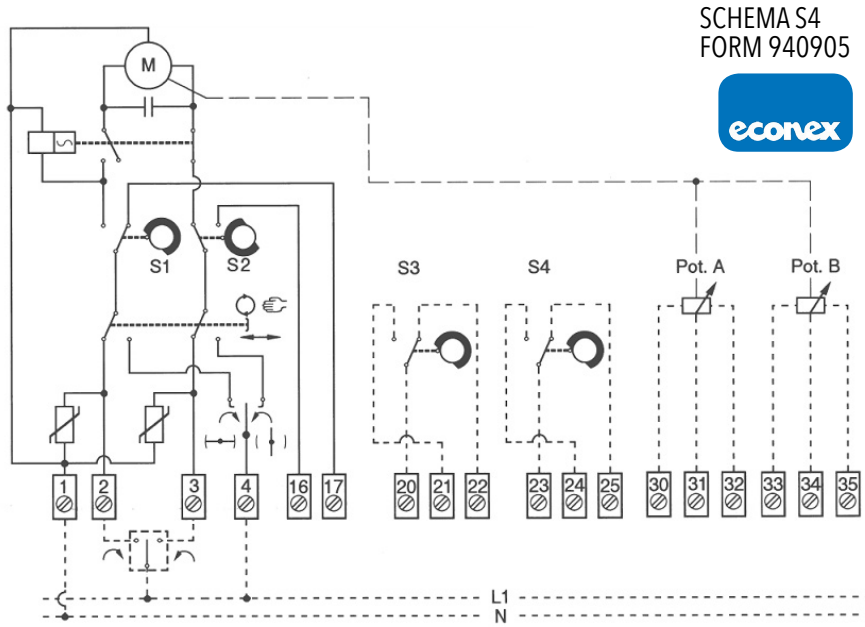 SCHEMA S4
FORM 940905
econex
M
S1
S2
S3
S4
Pot. A
Pot. B
1 2 3 4 16 17 20 21 22 23 24 25 30 31 32 33 34 35
L1
N